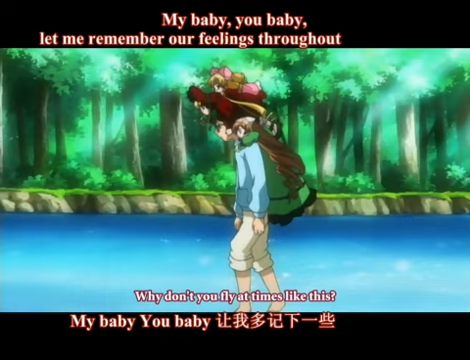 My baby, you baby,
let me remember our feelings throughout
Why don't you fly at times like this?
My baby You baby 让我多记下一些